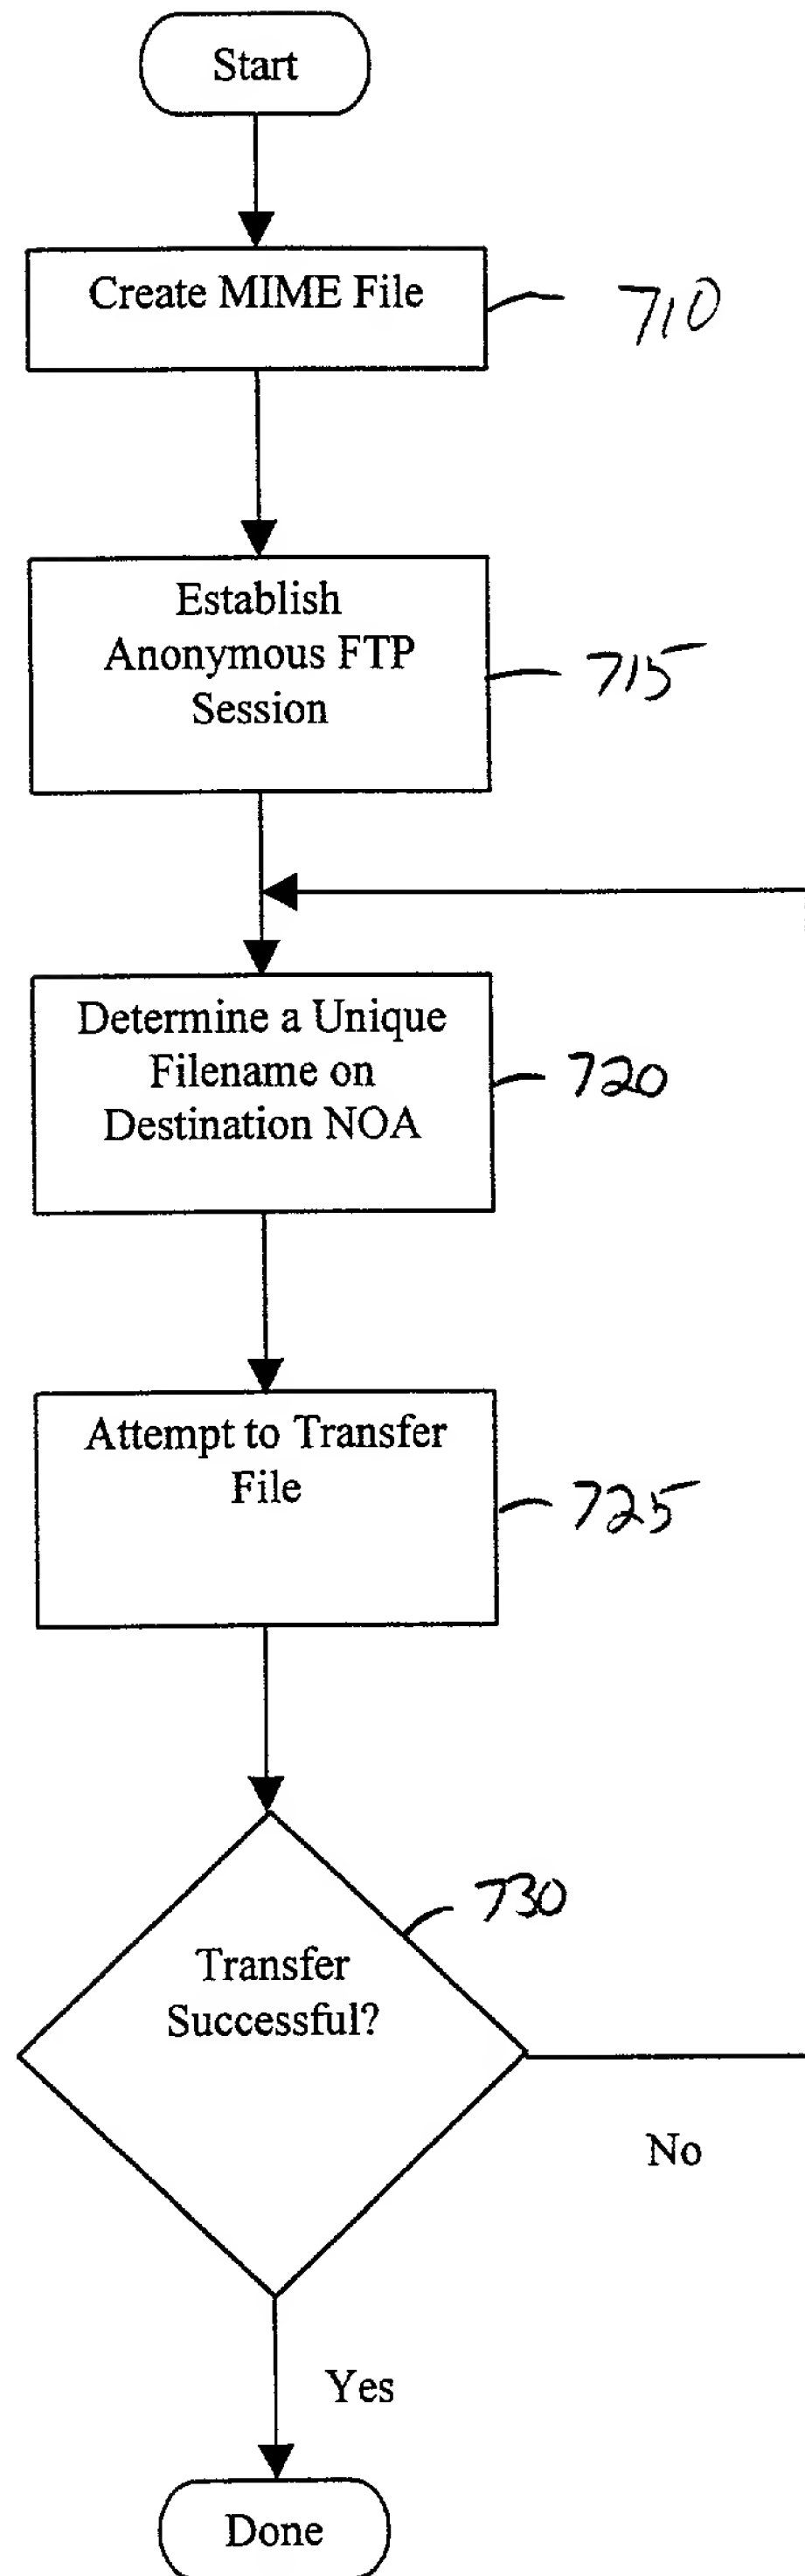 Start
Create MIME File
710
Establish
Anonymous FTP
Session
715
Determine a Unique
Filename on
Destination NOA
720
Attempt to Transfer
File
725
730
Transfer
Successful?
No
Yes
Done